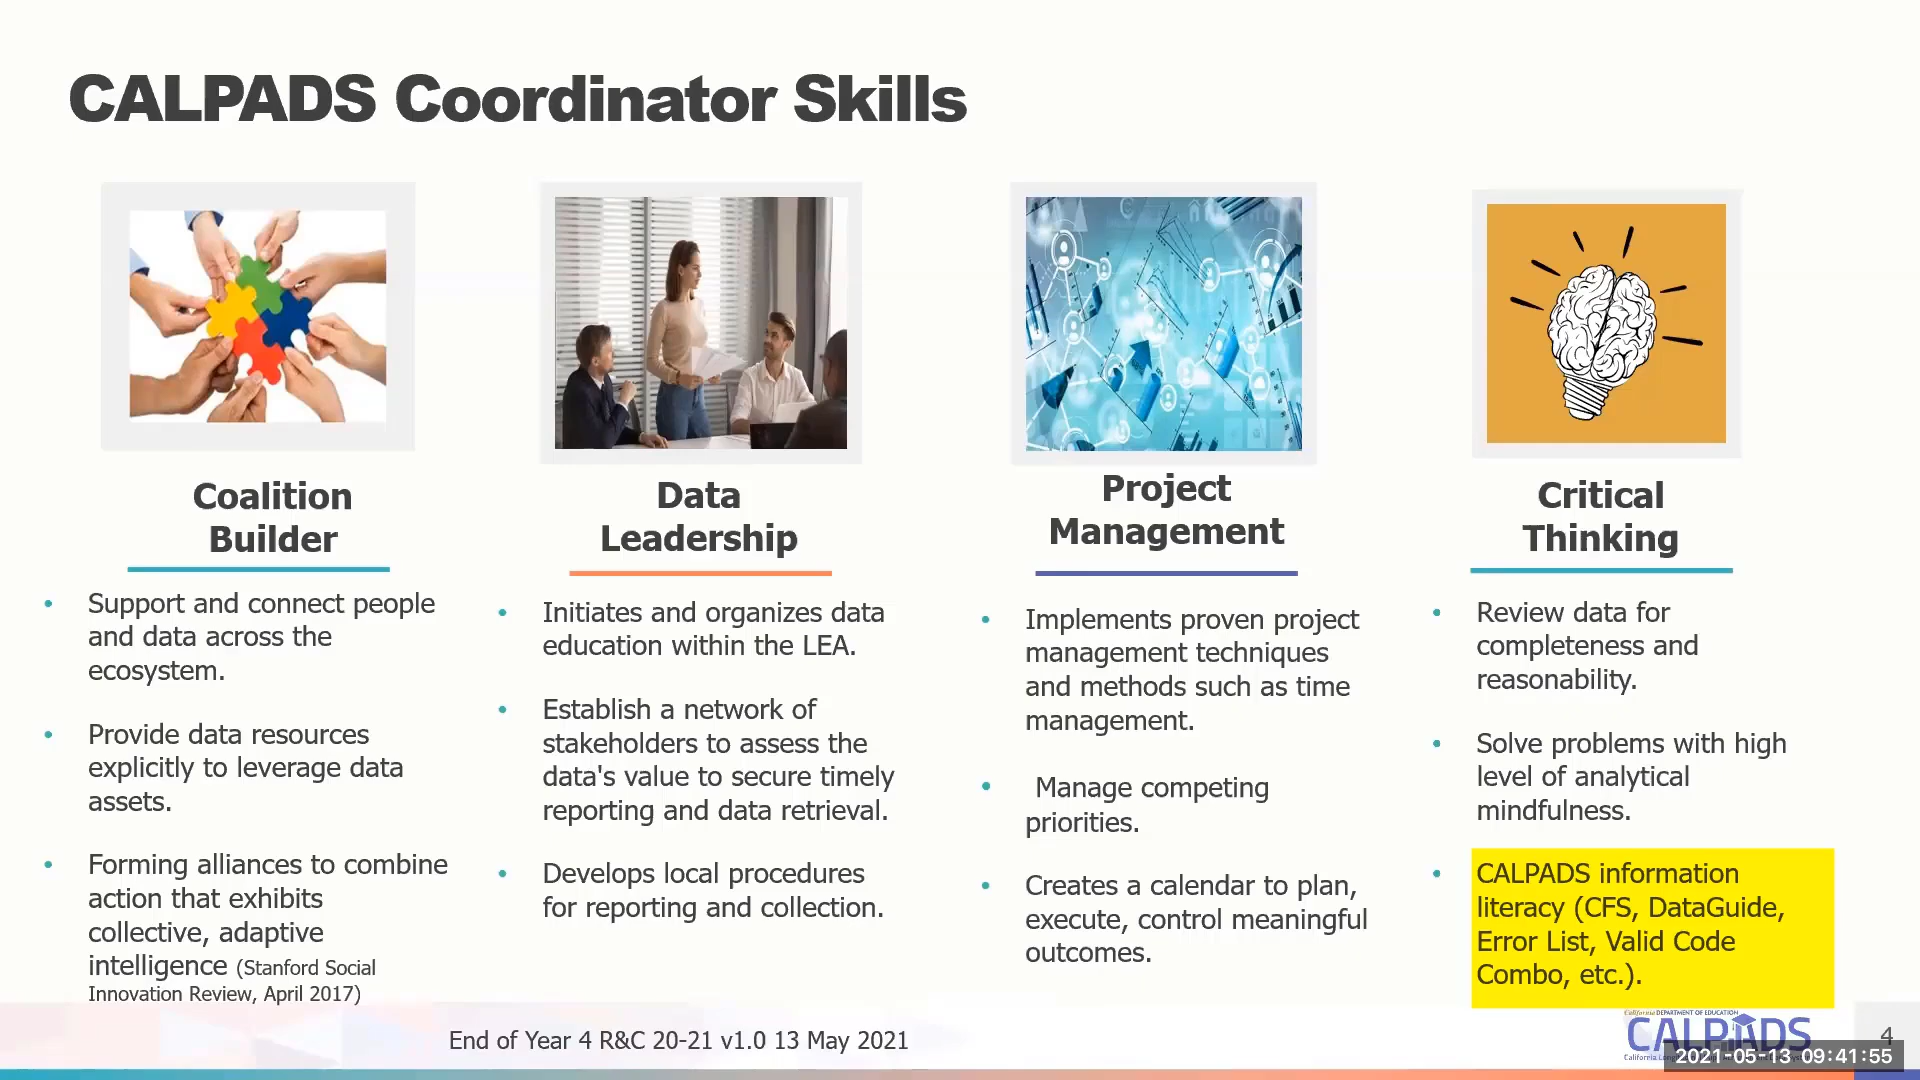 CALPADS Coordinator Skills
Coalition
Builder
• Support and connect people
and data across the
ecosystem.
• Provide data resources
explicitly to leverage data
assets.
• Forming alliances to combine
action that exhibits
collective, adaptive
intelligence (Stanford Social
Innovation Review, April 2017)
Data
Leadership
• Initiates and organizes data
education within the LEA.
• Establish a network of
stakeholders to assess the
data's value to secure timely
reporting and data retrieval.
• Develops local procedures
for reporting and collection.
Project
Management
• Implements proven project
management techniques
and methods such as time
management.
• Manage competing
priorities.
• Creates a calendar to plan,
execute, control meaningful
outcomes.
Critical
Thinking
• Review data for
completeness and
reasonability.
• Solve problems with high
level of analytical
mindfulness.
• CALPADS information
literacy (CFS, DataGuide,
Error List, Valid Code
Combo, etc.).
End of Year 4 R&C 20-21 v1.0 13 May 2021
California DEPARTMENT OF EDUCATION
CALPADS
4
2021-05-13 09:41:55